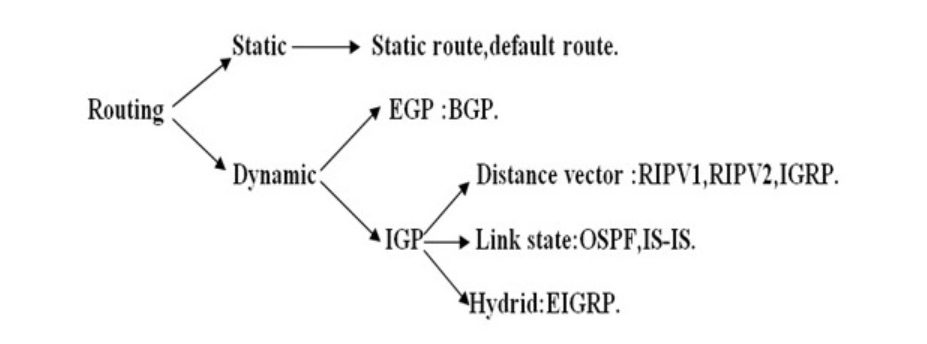 Static
Static route,default route.
Routing
EGP :BGP.
Dynamic
Distance vector :RIPV1,RIPV2,IGRP.
IGP
Link state:OSPF,IS-IS.
Hydrid:EIGRP.